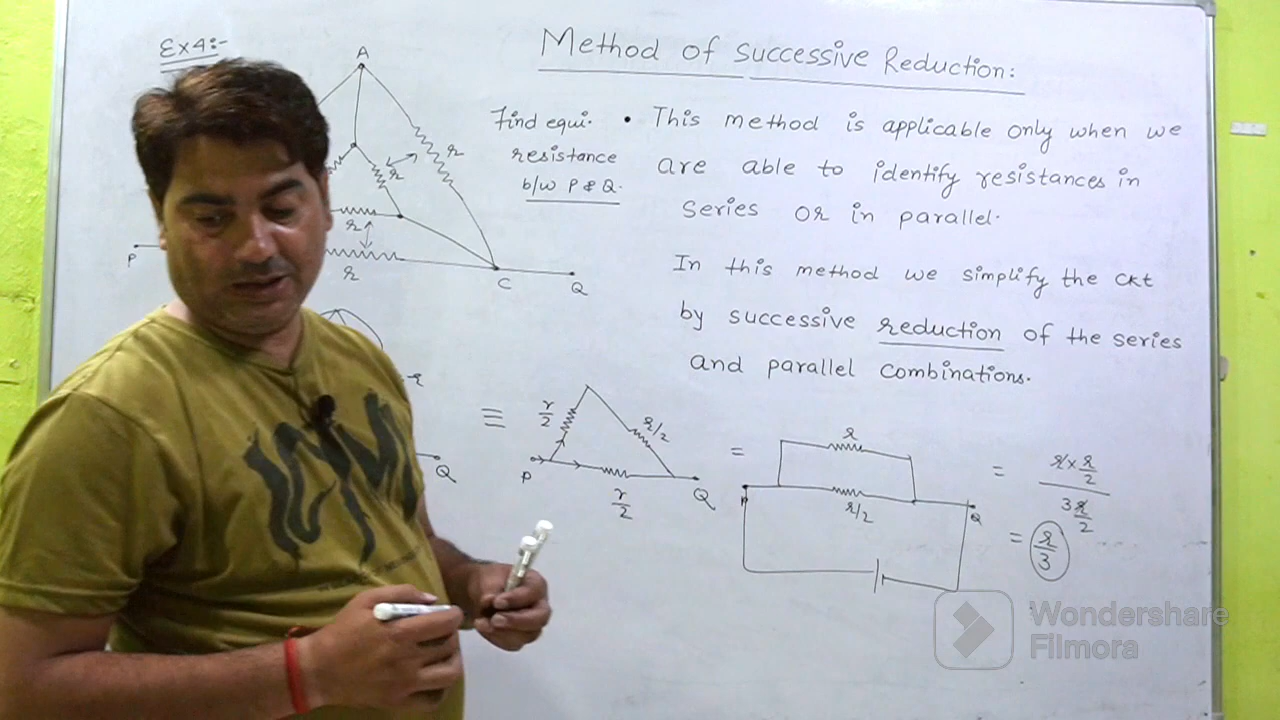 Ex4:-
Method of Successive Reduction:
A
Find equi.
resistance
b/w P & Q.
• This method is applicable only when we
are able to identify resistances in
series or in parallel.
In this method we simplify the ckt
by successive reduction of the series
and parallel combinations.
r
r
r
r
P
C
Q
r
Q
≡
r/2
r/2
P
r/2
Q
=
r
r/2
P
Q
= r × r/2
3r/2
= r/3
Wondershare
Filmora